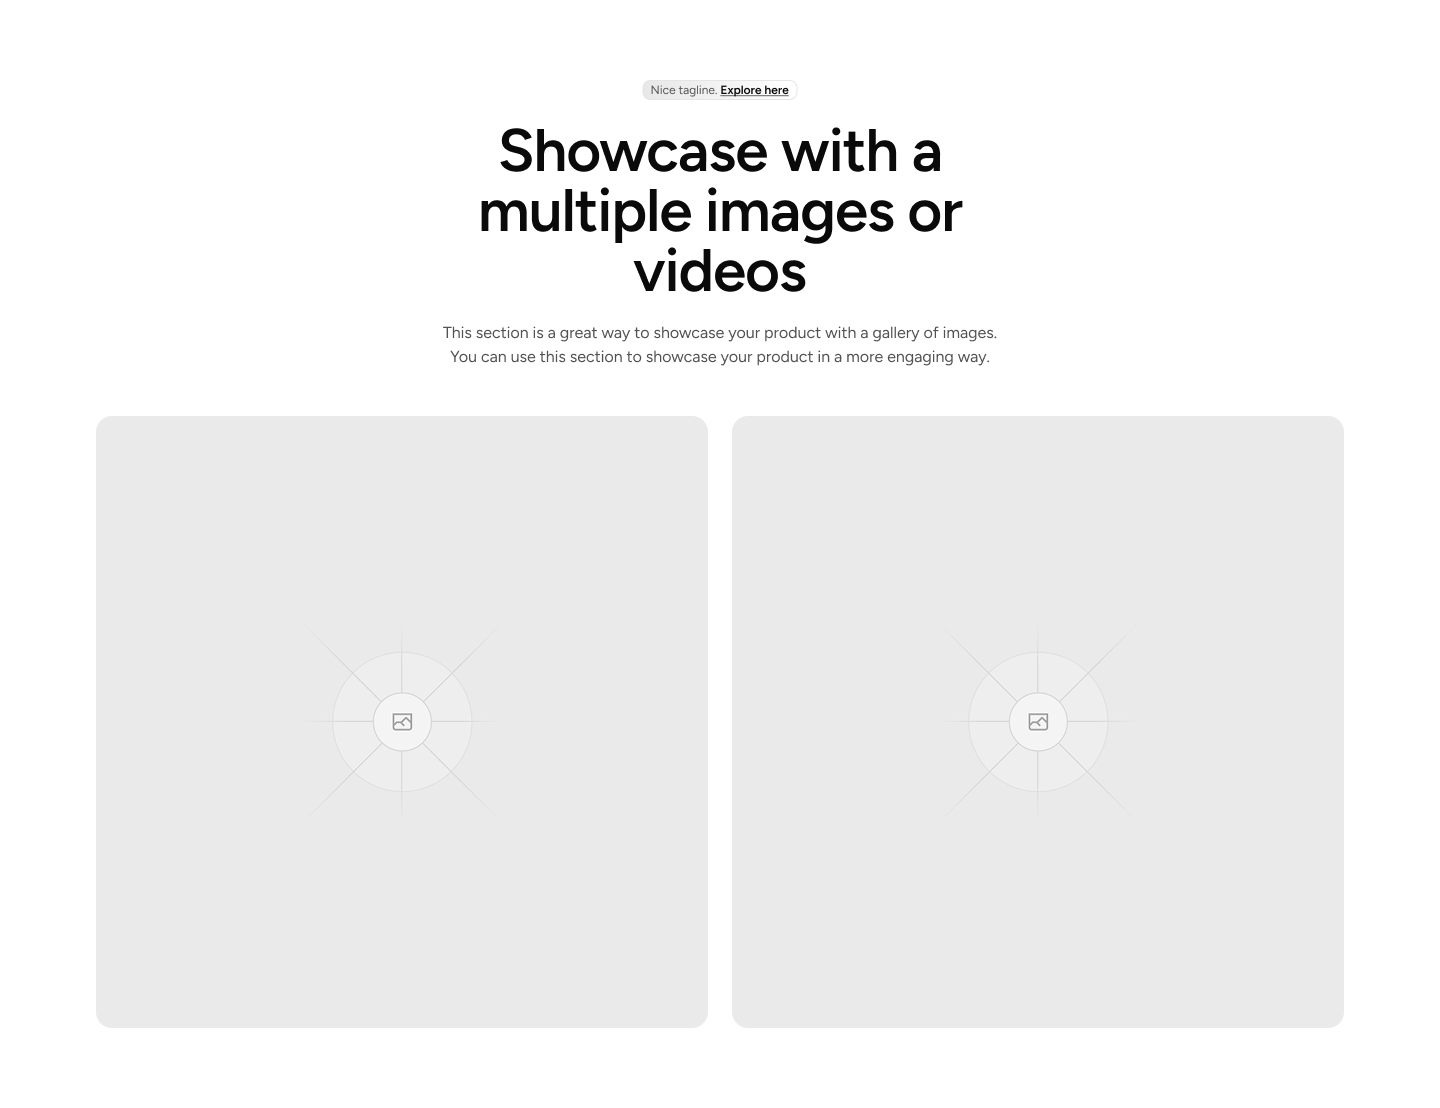 Nice tagline. Explore here
Showcase with a
multiple images or
videos
This section is a great way to showcase your product with a gallery of images.
You can use this section to showcase your product in a more engaging way.